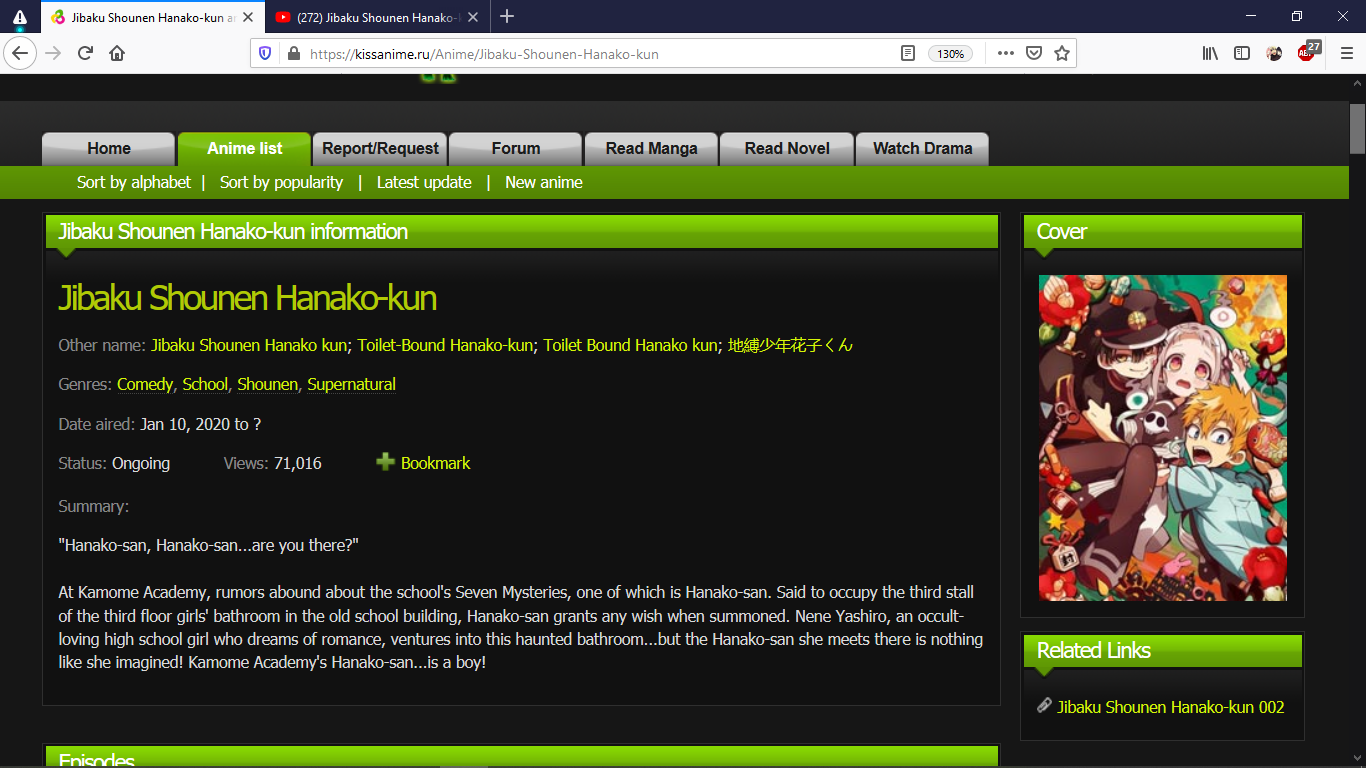 Jibaku Shounen Hanako-kun an
(272) Jibaku Shounen Hanako-k
https://kissanime.ru/Anime/Jibaku-Shounen-Hanako-kun
130%
27
Home
Anime list
Report/Request
Forum
Read Manga
Read Novel
Watch Drama
Sort by alphabet | Sort by popularity | Latest update | New anime
Jibaku Shounen Hanako-kun information
Jibaku Shounen Hanako-kun
Other name: Jibaku Shounen Hanako kun; Toilet-Bound Hanako-kun; Toilet Bound Hanako kun; 地縛少年花子くん
Genres: Comedy, School, Shounen, Supernatural
Date aired: Jan 10, 2020 to ?
Status: Ongoing Views: 71,016 Bookmark
Summary:
"Hanako-san, Hanako-san...are you there?"
At Kamome Academy, rumors abound about the school's Seven Mysteries, one of which is Hanako-san. Said to occupy the third stall
of the third floor girls' bathroom in the old school building, Hanako-san grants any wish when summoned. Nene Yashiro, an occult-
loving high school girl who dreams of romance, ventures into this haunted bathroom...but the Hanako-san she meets there is nothing
like she imagined! Kamome Academy's Hanako-san...is a boy!
Episodes
Cover
Related Links
Jibaku Shounen Hanako-kun 002